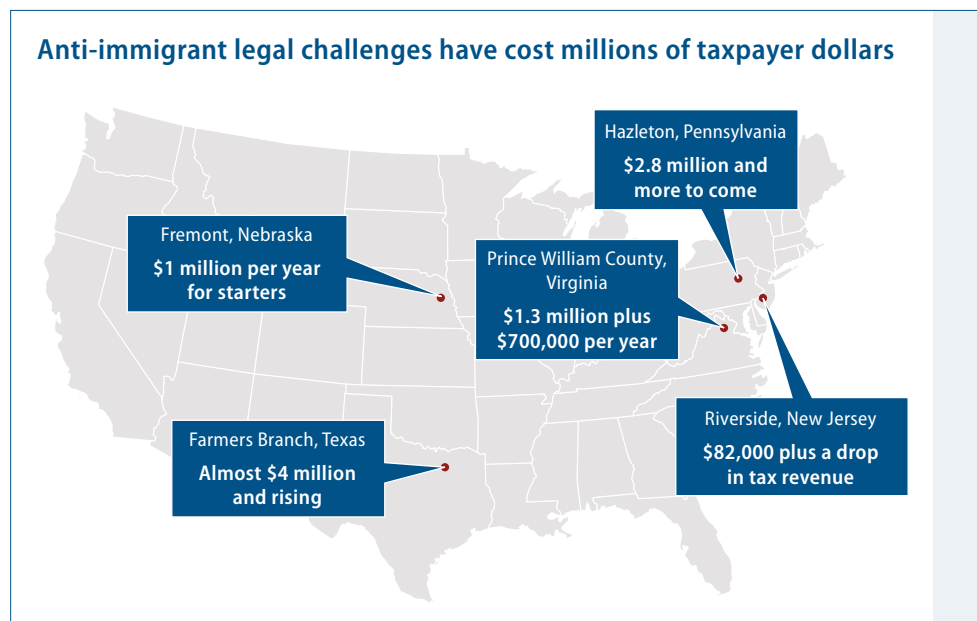 Anti-immigrant legal challenges have cost millions of taxpayer dollars
Hazleton, Pennsylvania
$2.8 million and
more to come
Fremont, Nebraska
$1 million per year
for starters
Prince William County,
Virginia
$1.3 million plus
$700,000 per year
Riverside, New Jersey
$82,000 plus a drop
in tax revenue
Farmers Branch, Texas
Almost $4 million
and rising